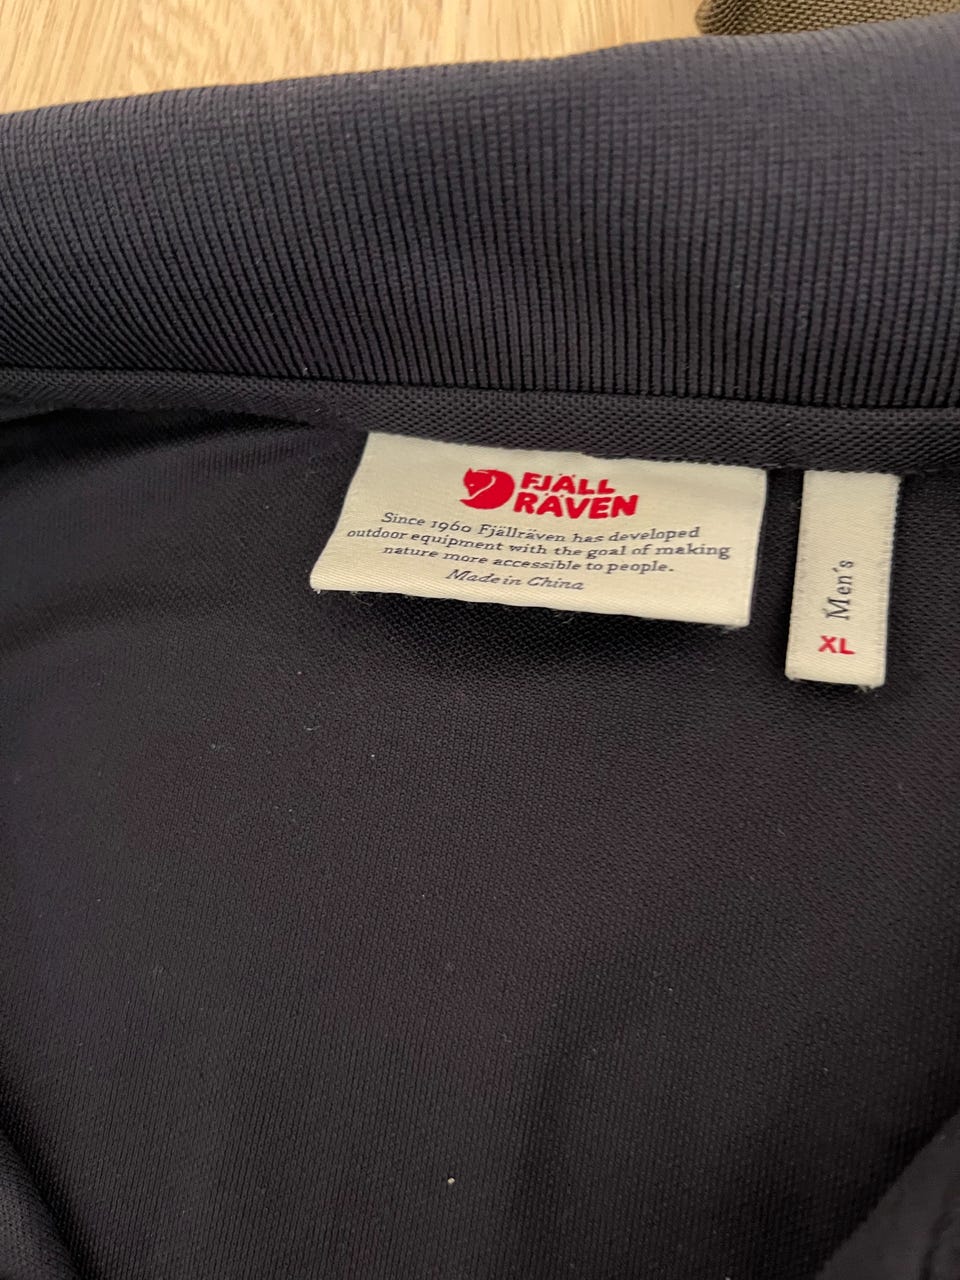 FJÄLL
RÄVEN
Since 1960 Fjällräven has developed
outdoor equipment with the goal of making
nature more accessible to people.
Made in China
Men's
XL